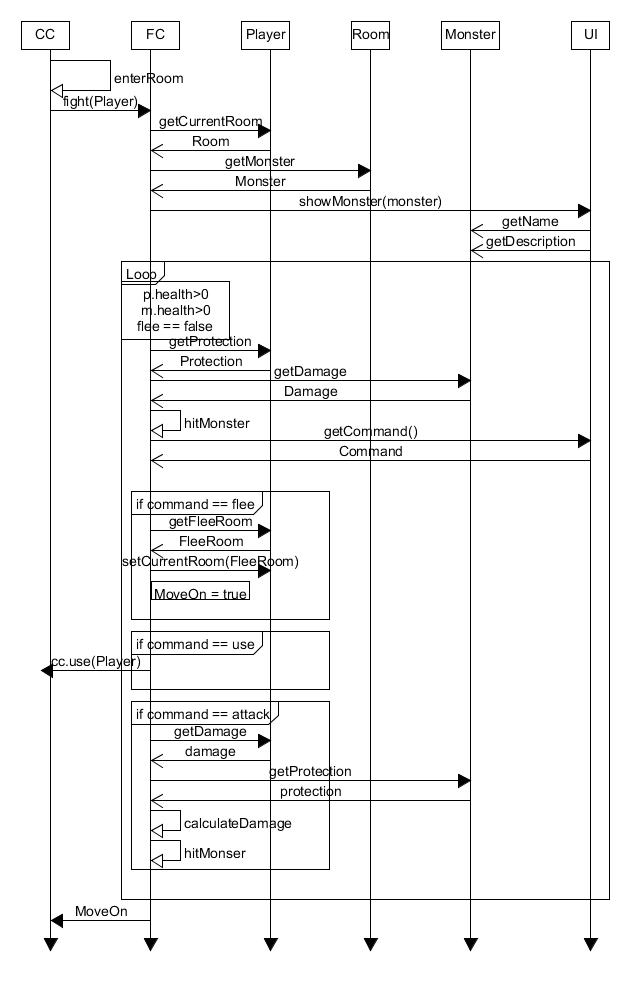 CC FC Player Room Monster UI
enterRoom
fight(Player)
getCurrentRoom
Room
getMonster
Monster
showMonster(monster)
getName
getDescription
Loop
p.health>0
m.health>0
flee == false
getProtection
Protection
getDamage
Damage
hitMonster
getCommand()
Command
if command == flee
getFleeRoom
FleeRoom
setCurrentRoom(FleeRoom)
MoveOn = true
if command == use
cc.use(Player)
if command == attack
getDamage
damage
getProtection
protection
calculateDamage
hitMonser
MoveOn